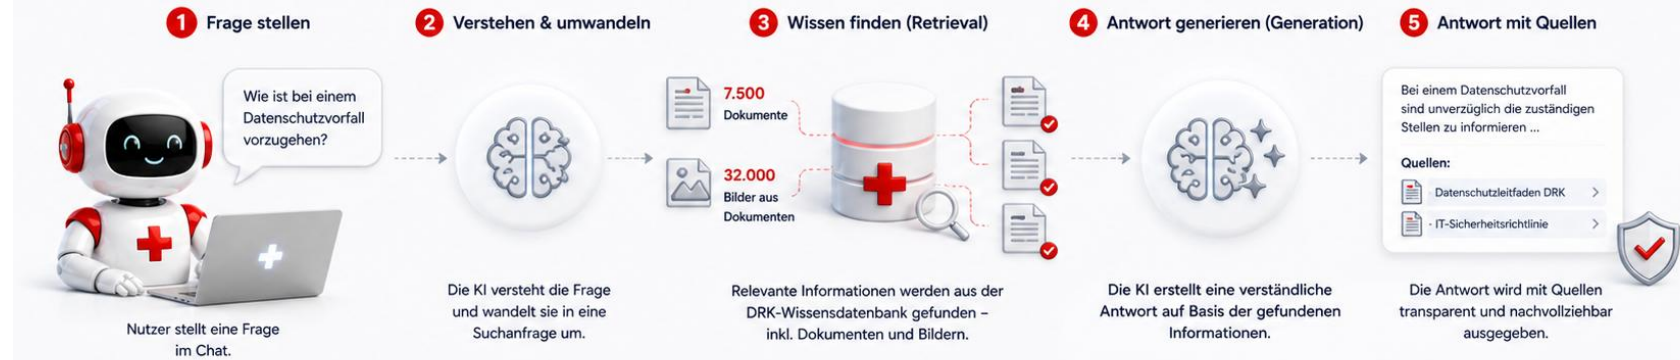 1 Frage stellen
Wie ist bei einem
Datenschutzvorfall
vorzugehen?
Nutzer stellt eine Frage
im Chat.
2 Verstehen & umwandeln
Die KI versteht die Frage
und wandelt sie in eine
Suchanfrage um.
3 Wissen finden (Retrieval)
7.500
Dokumente
32.000
Bilder aus
Dokumenten
Relevante Informationen werden aus der
DRK-Wissensdatenbank gefunden –
inkl. Dokumenten und Bildern.
4 Antwort generieren (Generation)
Die KI erstellt eine verständliche
Antwort auf Basis der gefundenen
Informationen.
5 Antwort mit Quellen
Bei einem Datenschutzvorfall
sind unverzüglich die zuständigen
Stellen zu informieren ...
Quellen:
Datenschutzleitfaden DRK
- IT-Sicherheitsrichtlinie
Die Antwort wird mit Quellen
transparent und nachvollziehbar
ausgegeben.